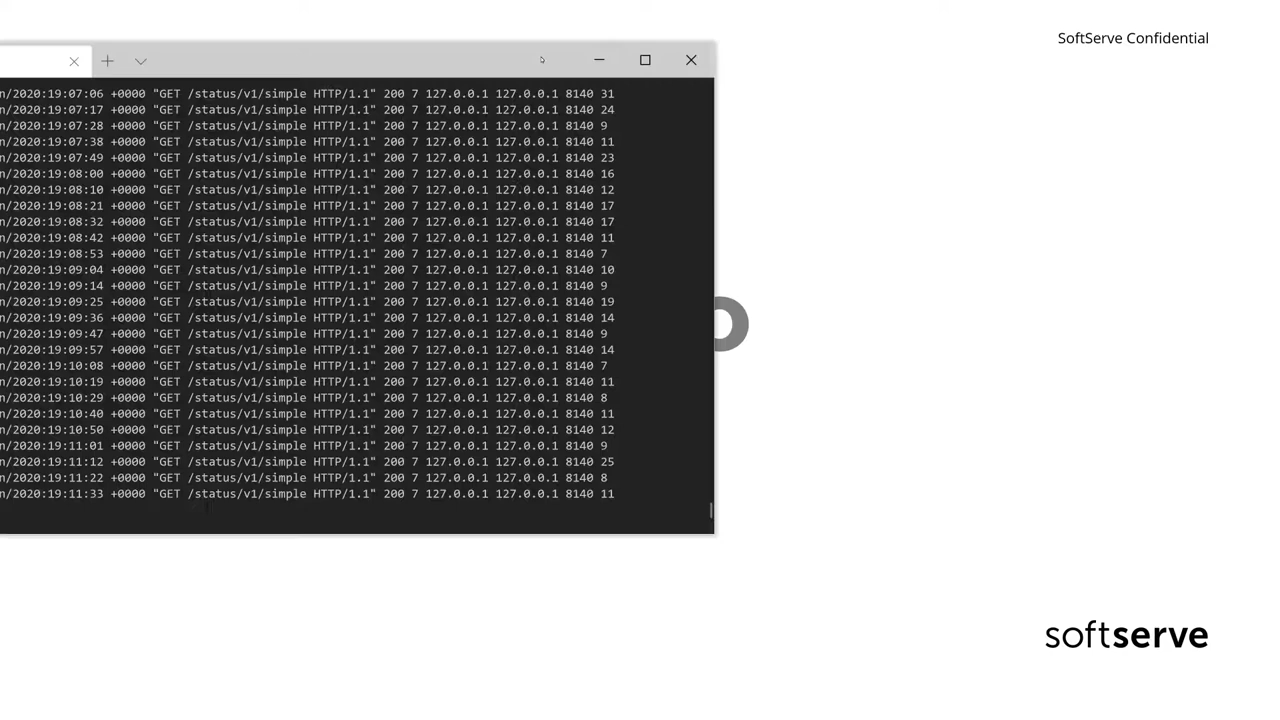 SoftServe Confidential
n/2020:19:07:06 +0000 "GET /status/v1/simple HTTP/1.1" 200 7 127.0.0.1 127.0.0.1 8140 31
n/2020:19:07:17 +0000 "GET /status/v1/simple HTTP/1.1" 200 7 127.0.0.1 127.0.0.1 8140 24
n/2020:19:07:28 +0000 "GET /status/v1/simple HTTP/1.1" 200 7 127.0.0.1 127.0.0.1 8140 9
n/2020:19:07:38 +0000 "GET /status/v1/simple HTTP/1.1" 200 7 127.0.0.1 127.0.0.1 8140 11
n/2020:19:07:49 +0000 "GET /status/v1/simple HTTP/1.1" 200 7 127.0.0.1 127.0.0.1 8140 23
n/2020:19:08:00 +0000 "GET /status/v1/simple HTTP/1.1" 200 7 127.0.0.1 127.0.0.1 8140 16
n/2020:19:08:10 +0000 "GET /status/v1/simple HTTP/1.1" 200 7 127.0.0.1 127.0.0.1 8140 12
n/2020:19:08:21 +0000 "GET /status/v1/simple HTTP/1.1" 200 7 127.0.0.1 127.0.0.1 8140 17
n/2020:19:08:32 +0000 "GET /status/v1/simple HTTP/1.1" 200 7 127.0.0.1 127.0.0.1 8140 17
n/2020:19:08:42 +0000 "GET /status/v1/simple HTTP/1.1" 200 7 127.0.0.1 127.0.0.1 8140 11
n/2020:19:08:53 +0000 "GET /status/v1/simple HTTP/1.1" 200 7 127.0.0.1 127.0.0.1 8140 7
n/2020:19:09:04 +0000 "GET /status/v1/simple HTTP/1.1" 200 7 127.0.0.1 127.0.0.1 8140 10
n/2020:19:09:14 +0000 "GET /status/v1/simple HTTP/1.1" 200 7 127.0.0.1 127.0.0.1 8140 9
n/2020:19:09:25 +0000 "GET /status/v1/simple HTTP/1.1" 200 7 127.0.0.1 127.0.0.1 8140 19
n/2020:19:09:36 +0000 "GET /status/v1/simple HTTP/1.1" 200 7 127.0.0.1 127.0.0.1 8140 14
n/2020:19:09:47 +0000 "GET /status/v1/simple HTTP/1.1" 200 7 127.0.0.1 127.0.0.1 8140 9
n/2020:19:09:57 +0000 "GET /status/v1/simple HTTP/1.1" 200 7 127.0.0.1 127.0.0.1 8140 14
n/2020:19:10:08 +0000 "GET /status/v1/simple HTTP/1.1" 200 7 127.0.0.1 127.0.0.1 8140 7
n/2020:19:10:19 +0000 "GET /status/v1/simple HTTP/1.1" 200 7 127.0.0.1 127.0.0.1 8140 11
n/2020:19:10:29 +0000 "GET /status/v1/simple HTTP/1.1" 200 7 127.0.0.1 127.0.0.1 8140 8
n/2020:19:10:40 +0000 "GET /status/v1/simple HTTP/1.1" 200 7 127.0.0.1 127.0.0.1 8140 11
n/2020:19:10:50 +0000 "GET /status/v1/simple HTTP/1.1" 200 7 127.0.0.1 127.0.0.1 8140 12
n/2020:19:11:01 +0000 "GET /status/v1/simple HTTP/1.1" 200 7 127.0.0.1 127.0.0.1 8140 9
n/2020:19:11:12 +0000 "GET /status/v1/simple HTTP/1.1" 200 7 127.0.0.1 127.0.0.1 8140 25
n/2020:19:11:22 +0000 "GET /status/v1/simple HTTP/1.1" 200 7 127.0.0.1 127.0.0.1 8140 8
n/2020:19:11:33 +0000 "GET /status/v1/simple HTTP/1.1" 200 7 127.0.0.1 127.0.0.1 8140 11
softserve